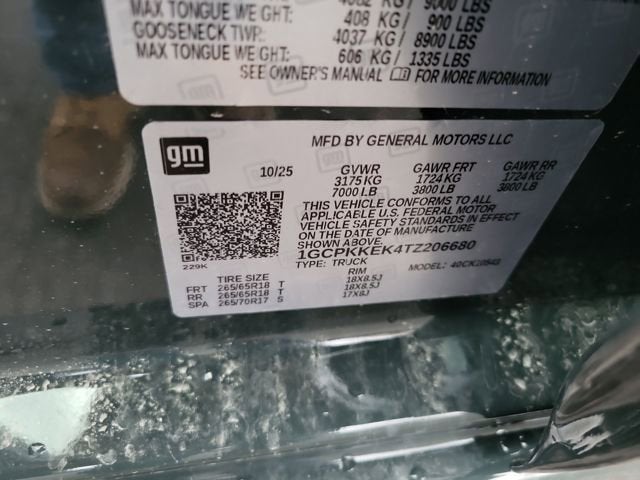 MAX TONGUE WEIGHT: 408 KG / 900 LBS
GOOSENECK TWR: 4037 KG / 8900 LBS
MAX TONGUE WEIGHT: 606 KG / 1335 LBS
SEE OWNER'S MANUAL FOR MORE INFORMATION
gm
MFD BY GENERAL MOTORS LLC
10/25 GVWR GAWR FRT GAWR RR
3175 KG 1724 KG 1724 KG
7000 LB 3800 LB 3800 LB
THIS VEHICLE CONFORMS TO ALL
APPLICABLE U.S. FEDERAL MOTOR
VEHICLE SAFETY STANDARDS IN EFFECT
ON THE DATE OF MANUFACTURE
SHOWN ABOVE.
1GCPKKEK4TZ206680
229K
TYPE: TRUCK MODEL:
TIRE SIZE RIM
FRT 265/65R18 T 18X8.5J
RR 265/65R18 T 18X8.5J
SPA 265/70R17 S 17X8J